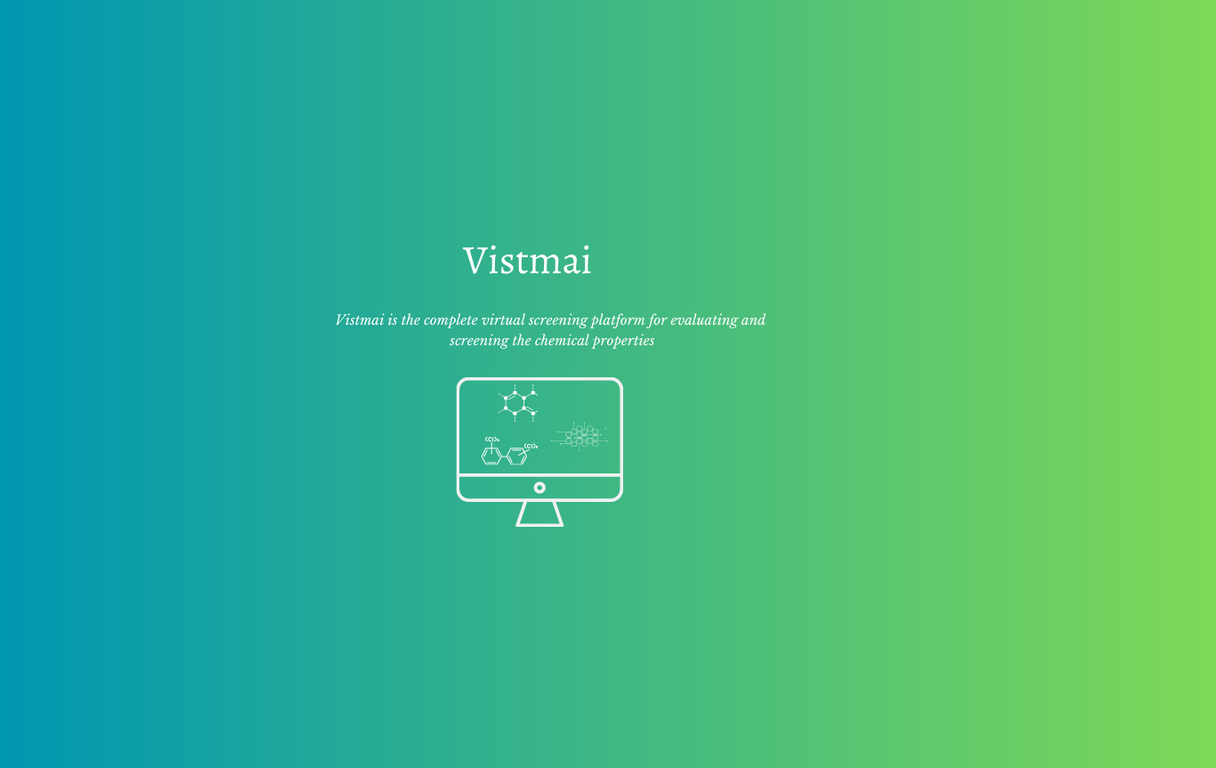 Vistmai
Vistmai is the complete virtual screening platform for evaluating and
screening the chemical properties